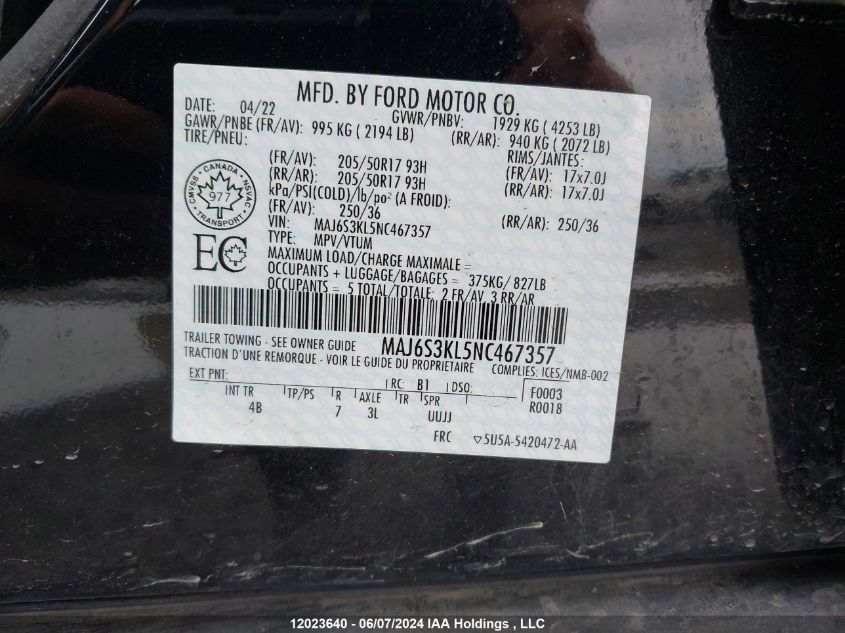 MFD. BY FORD MOTOR CO.
DATE: 04/22 GVWR/PNBV: 1929 KG ( 4253 LB)
GAWR/PNBE (FR/AV): 995 KG ( 2194 LB) (RR/AR): 940 KG ( 2072 LB)
TIRE/PNEU: RIMS/JANTES:
(FR/AV): 205/50R17 93H (FR/AV): 17x7.0J
(RR/AR): 205/50R17 93H (RR/AR): 17x7.0J
kPa/PSI(COLD)/lb/po² (A FROID):
(FR/AV): 250/36 (RR/AR): 250/36
VIN: MAJ6S3KL5NC467357
TYPE: MPV/VTUM
CANADA
CMVSS NSVAC
977
TRANSPORT
EC
MAXIMUM LOAD/CHARGE MAXIMALE =
OCCUPANTS + LUGGAGE/BAGAGES = 375KG/ 827LB
OCCUPANTS = 5 TOTAL/TOTALE: 2 FR/AV, 3 RR/AR
TRAILER TOWING - SEE OWNER GUIDE MAJ6S3KL5NC467357
TRACTION D'UNE REMORQUE - VOIR LE GUIDE DU PROPRIETAIRE COMPLIES: ICES/NMB-002
EXT PNT: RC: B1 DSO: F0003
INT TR TP/PS R AXLE TR SPR R0018
4B 7 3L UUJJ
FRC ▽5U5A-5420472-AA
12023640 - 06/07/2024 IAA Holdings , LLC